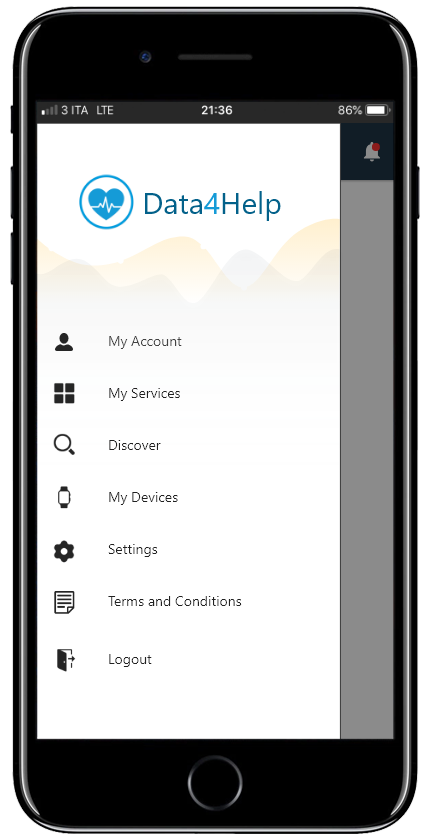 3 ITA LTE 21:36 86%
Data4Help
My Account
My Services
Discover
My Devices
Settings
Terms and Conditions
Logout